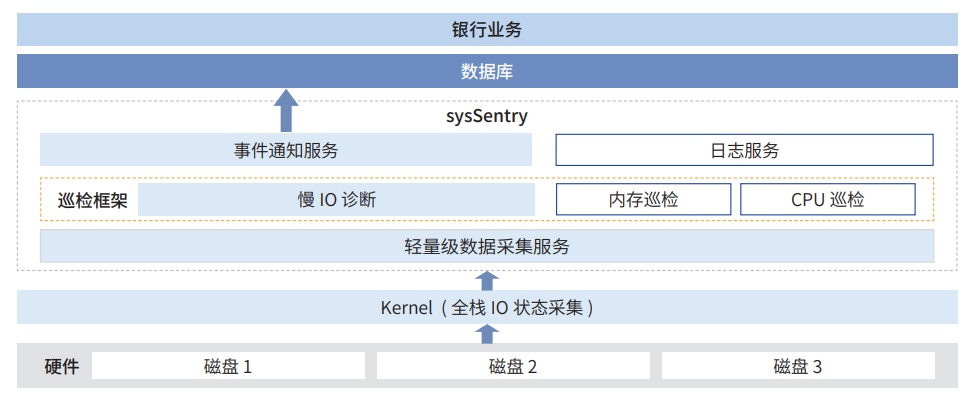 银行业务
数据库
sysSentry
事件通知服务
日志服务
巡检框架
慢 IO 诊断
内存巡检
CPU 巡检
轻量级数据采集服务
Kernel ( 全栈 IO 状态采集 )
硬件
磁盘 1
磁盘 2
磁盘 3